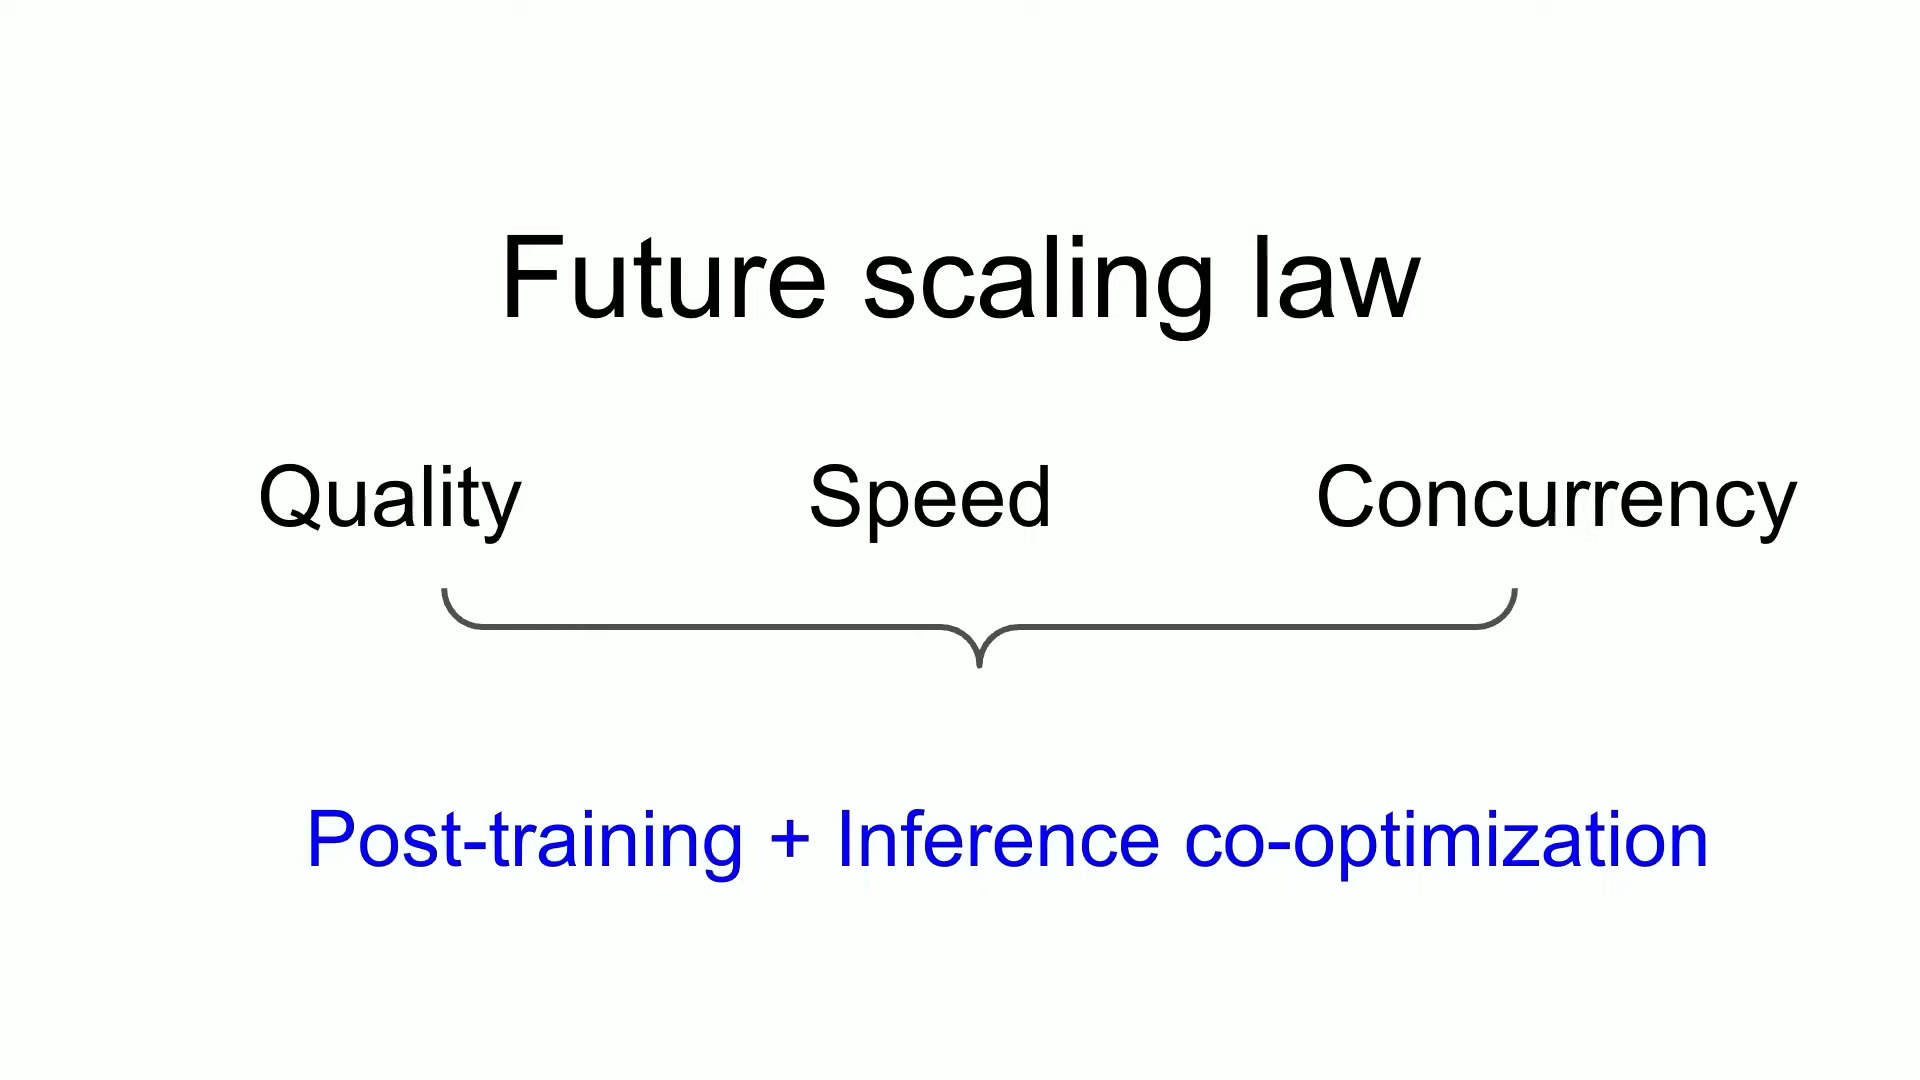 Future scaling law
Quality Speed Concurrency
Post-training + Inference co-optimization